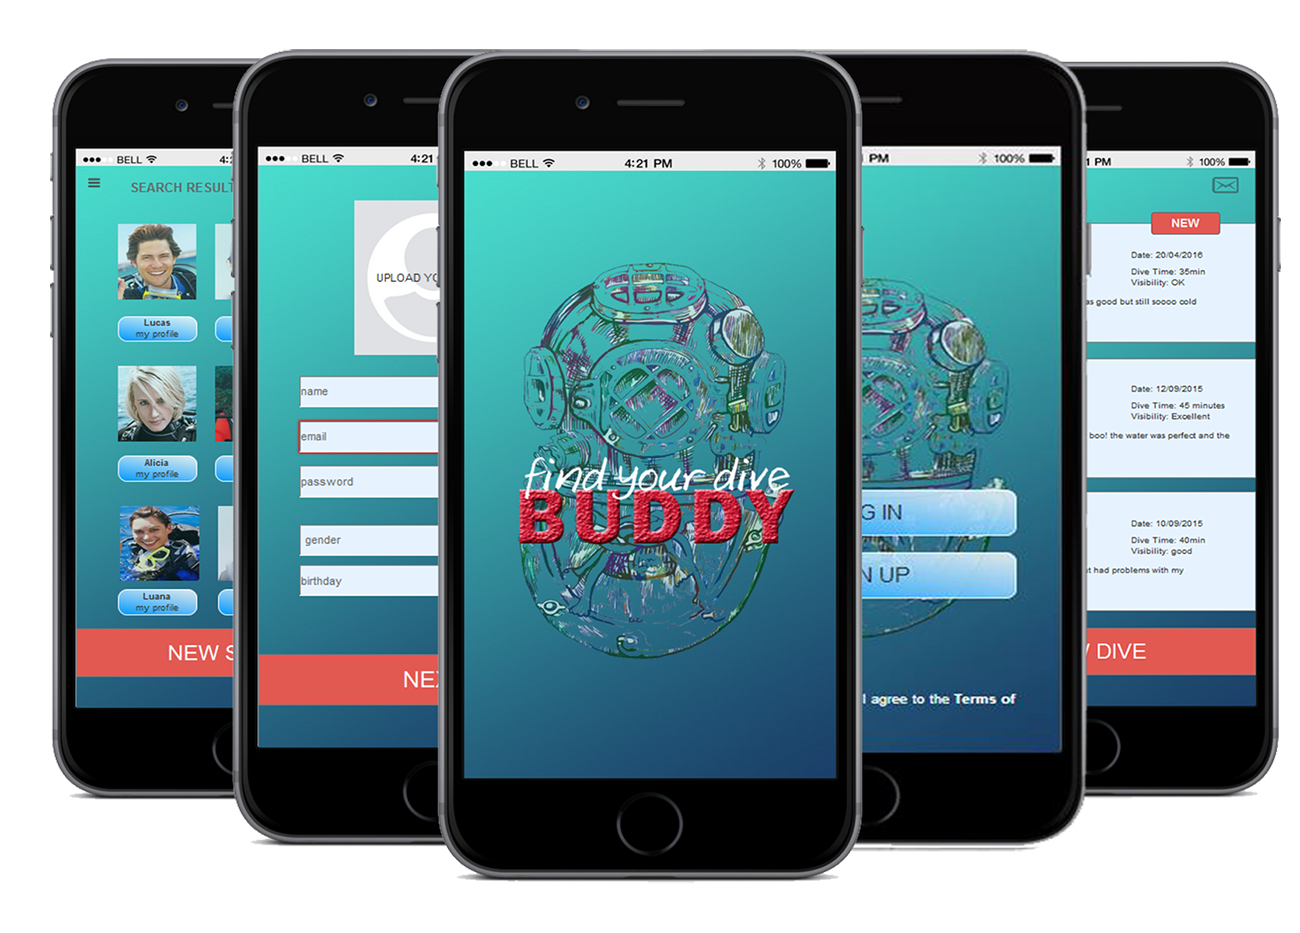 BELL 4:2
SEARCH RESULT
Lucas
my profile
Alicia
my profile
Luana
my profile
NEW S
BELL 4:21
UPLOAD YO
name
email
password
gender
birthday
NEX
BELL 4:21 PM 100%
find your dive
BUDDY
PM 100%
G IN
N UP
I agree to the Terms of
1 PM 100%
NEW
Date: 20/04/2016
Dive Time: 35min
Visibility: OK
as good but still soooo cold
Date: 12/09/2015
Dive Time: 45 minutes
Visibility: Excellent
boo! the water was perfect and the
Date: 10/09/2015
Dive Time: 40min
Visibility: good
t had problems with my
/ DIVE